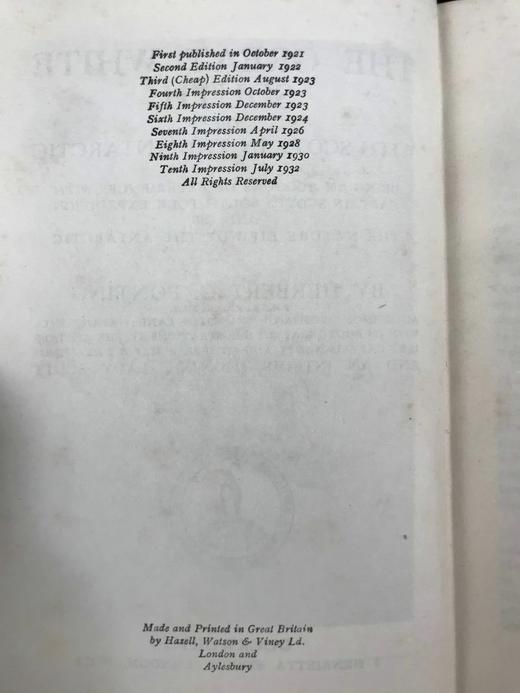 First published in October 1921
Second Edition January 1922
Third (Cheap) Edition August 1923
Fourth Impression October 1923
Fifth Impression December 1923
Sixth Impression December 1924
Seventh Impression April 1926
Eighth Impression May 1928
Ninth Impression January 1930
Tenth Impression July 1932
All Rights Reserved
Made and Printed in Great Britain
by Hazell, Watson & Viney Ld.
London and
Aylesbury